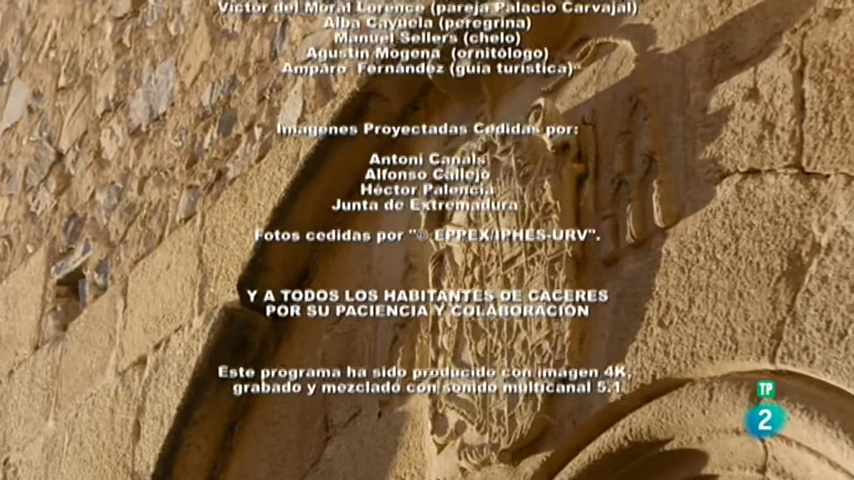 Víctor del Moral Lorence (pareja Palacio Carvajal)
Alba Cayuela (peregrina)
Manuel Sellers (chelo)
Agustín Mogena (ornitólogo)
Amparo Fernández (guía turística)
Imagenes Proyectadas Cedidas por:
Antoni Canals
Alfonso Callejo
Héctor Palencia
Junta de Extremadura
Fotos cedidas por "© EPPEX/IPHES-URV".
Y A TODOS LOS HABITANTES DE CÁCERES
POR SU PACIENCIA Y COLABORACIÓN
Este programa ha sido producido con imagen 4K,
grabado y mezclado con sonido multicanal 5.1
TP
2